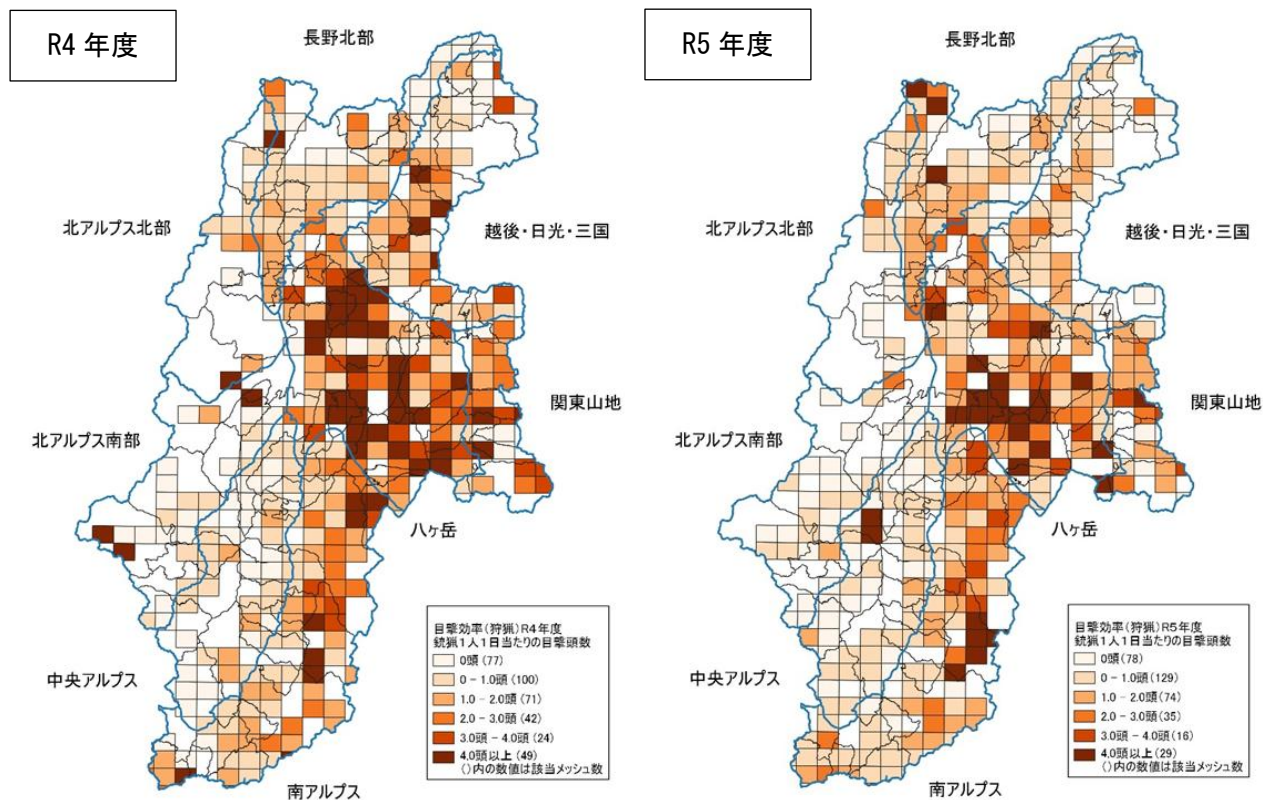 R4 年度
長野北部
北アルプス北部
越後・日光・三国
関東山地
北アルプス南部
八ヶ岳
中央アルプス
南アルプス
目撃効率(狩猟)R4年度
銃猟1人1日当たりの目撃頭数
0頭(77)
0 - 1.0頭(100)
1.0 - 2.0頭(71)
2.0 - 3.0頭(42)
3.0頭 - 4.0頭(24)
4.0頭以上(49)
()内の数値は該当メッシュ数
R5 年度
長野北部
北アルプス北部
越後・日光・三国
関東山地
北アルプス南部
八ヶ岳
中央アルプス
南アルプス
目撃効率(狩猟)R5年度
銃猟1人1日当たりの目撃頭数
0頭(78)
0 - 1.0頭(129)
1.0 - 2.0頭(74)
2.0 - 3.0頭(35)
3.0頭 - 4.0頭(16)
4.0頭以上(29)
()内の数値は該当メッシュ数